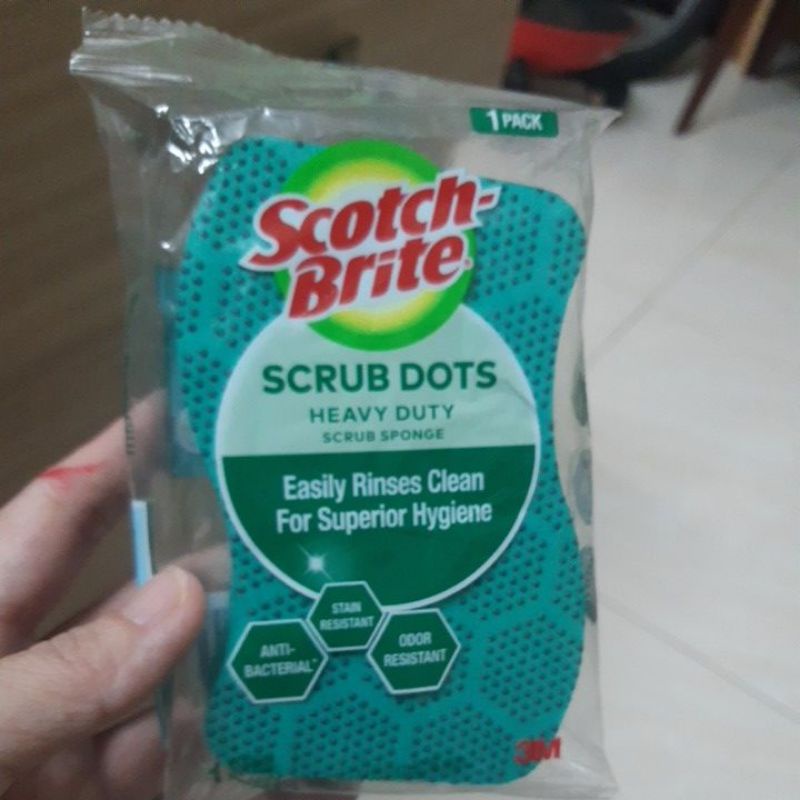 1 PACK
Scotch-
Brite
SCRUB DOTS
HEAVY DUTY
SCRUB SPONGE
Easily Rinses Clean
For Superior Hygiene
STAIN
RESISTANT
ANTI-
BACTERIAL*
ODOR
RESISTANT
3M